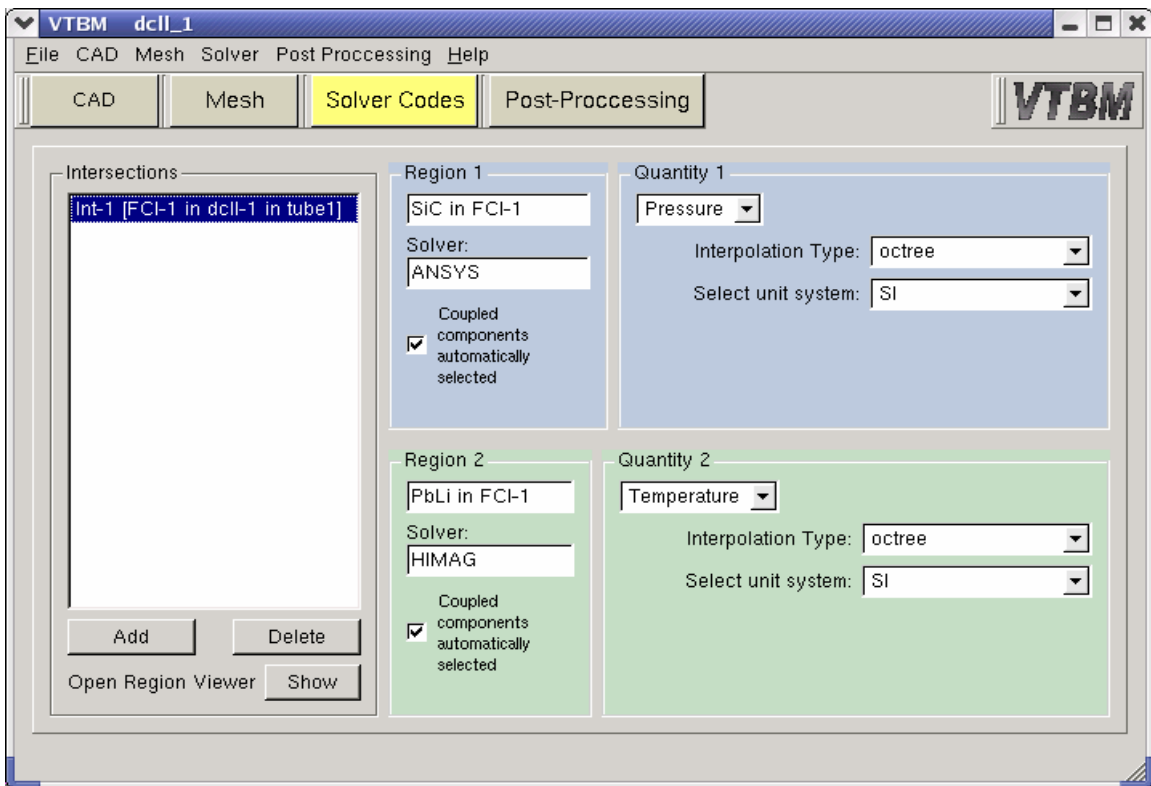 VTBM dcll_1
File CAD Mesh Solver Post Proccessing Help
CAD Mesh Solver Codes Post-Proccessing VTBM
Intersections
Int-1 [FCI-1 in dcll-1 in tube1]
Add Delete
Open Region Viewer Show
Region 1
SiC in FCI-1
Solver:
ANSYS
Coupled
components
automatically
selected
Quantity 1
Pressure
Interpolation Type: octree
Select unit system: SI
Region 2
PbLi in FCI-1
Solver:
HIMAG
Coupled
components
automatically
selected
Quantity 2
Temperature
Interpolation Type: octree
Select unit system: SI